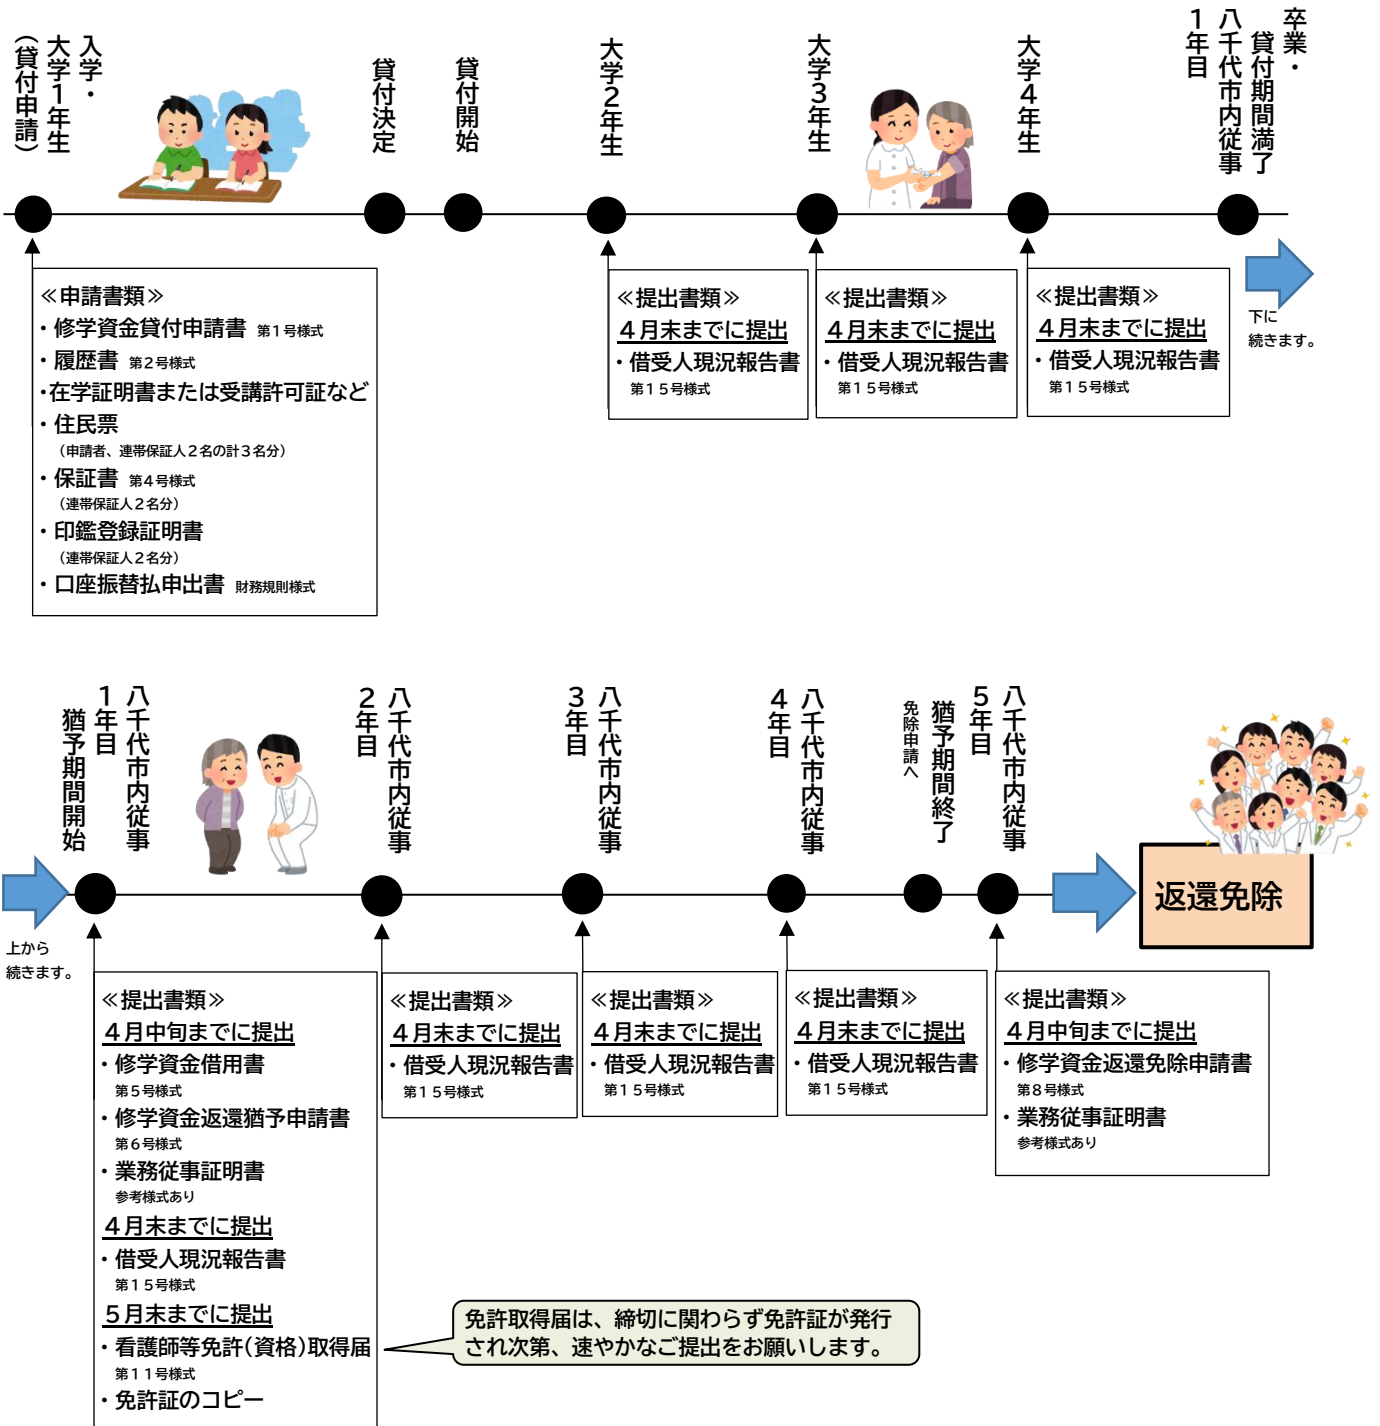 入学・
大学1年生
（貸付申請）
貸付決定
貸付開始
大学2年生
大学3年生
大学4年生
卒業・
貸付期間満了
八千代市内従事
1年目
≪申請書類≫
・修学資金貸付申請書 第１号様式
・履歴書 第２号様式
・在学証明書または受講許可証など
・住民票
（申請者、連帯保証人２名の計３名分）
・保証書 第４号様式
（連帯保証人２名分）
・印鑑登録証明書
（連帯保証人２名分）
・口座振替払申出書 財務規則様式
≪提出書類≫
４月末までに提出
・借受人現況報告書
第１５号様式
≪提出書類≫
４月末までに提出
・借受人現況報告書
第１５号様式
≪提出書類≫
４月末までに提出
・借受人現況報告書
第１５号様式
下に
続きます。
八千代市内従事
1年目
猶予期間開始
八千代市内従事
2年目
八千代市内従事
3年目
八千代市内従事
4年目
猶予期間終了
免除申請へ
八千代市内従事
5年目
返還免除
上から
続きます。
≪提出書類≫
４月中旬までに提出
・修学資金借用書
第５号様式
・修学資金返還猶予申請書
第６号様式
・業務従事証明書
参考様式あり
４月末までに提出
・借受人現況報告書
第１５号様式
５月末までに提出
・看護師等免許（資格）取得届
第１１号様式
・免許証のコピー
≪提出書類≫
４月末までに提出
・借受人現況報告書
第１５号様式
≪提出書類≫
４月末までに提出
・借受人現況報告書
第１５号様式
≪提出書類≫
４月末までに提出
・借受人現況報告書
第１５号様式
≪提出書類≫
４月中旬までに提出
・修学資金返還免除申請書
第８号様式
・業務従事証明書
参考様式あり
免許取得届は、締切に関わらず免許証が発行
され次第、速やかなご提出をお願いします。